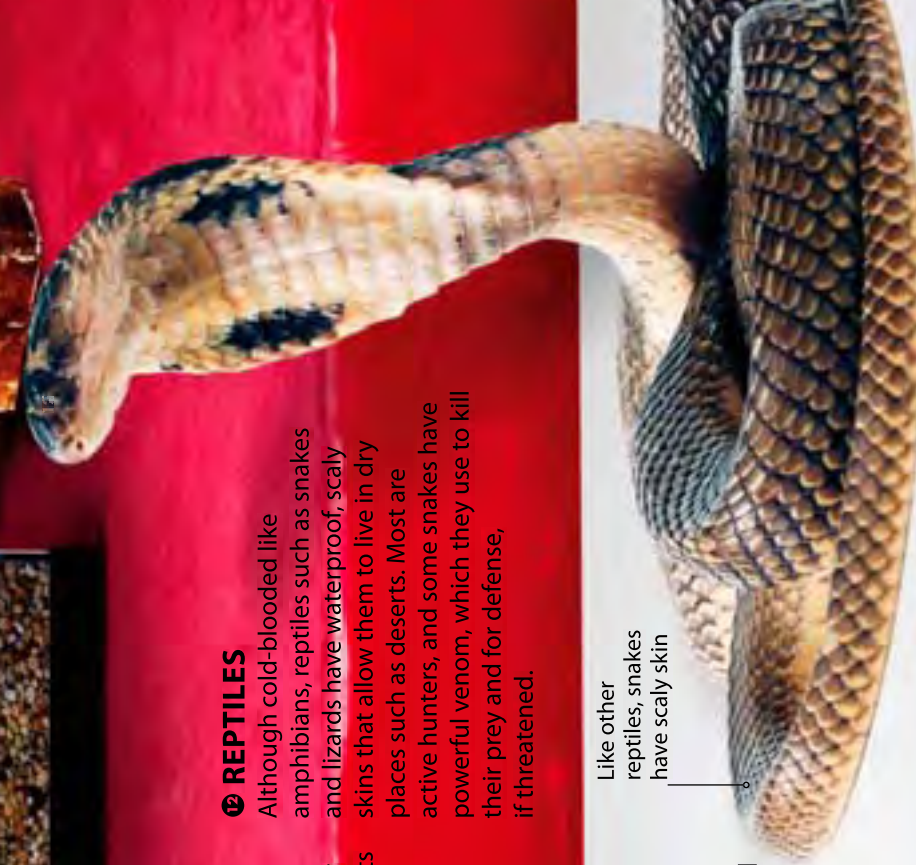 ⓬ REPTILES
Although cold-blooded like
amphibians, reptiles such as snakes
and lizards have waterproof, scaly
skins that allow them to live in dry
places such as deserts. Most are
active hunters, and some snakes have
powerful venom, which they use to kill
their prey and for defense,
if threatened.
Like other
reptiles, snakes
have scaly skin